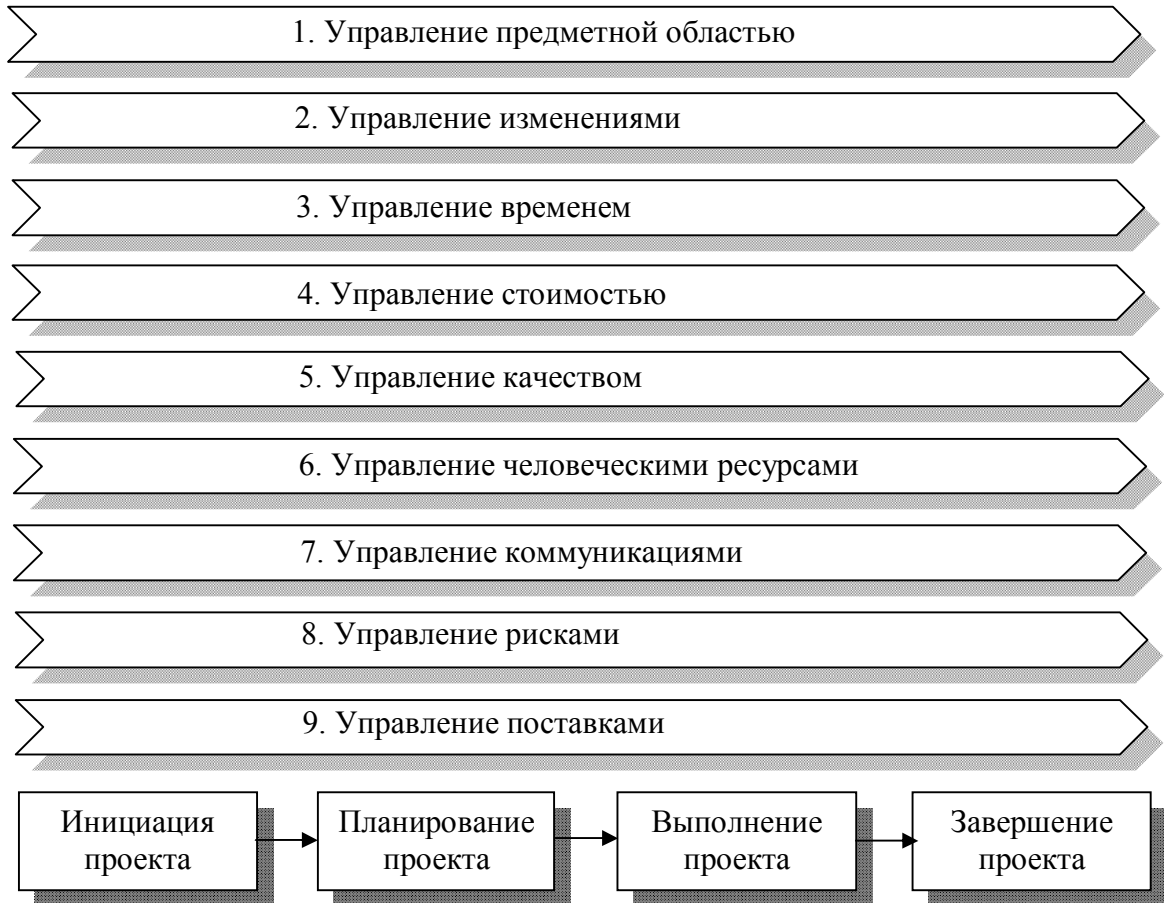 1. Управление предметной областью
2. Управление изменениями
3. Управление временем
4. Управление стоимостью
5. Управление качеством
6. Управление человеческими ресурсами
7. Управление коммуникациями
8. Управление рисками
9. Управление поставками
Инициация
проекта
Планирование
проекта
Выполнение
проекта
Завершение
проекта